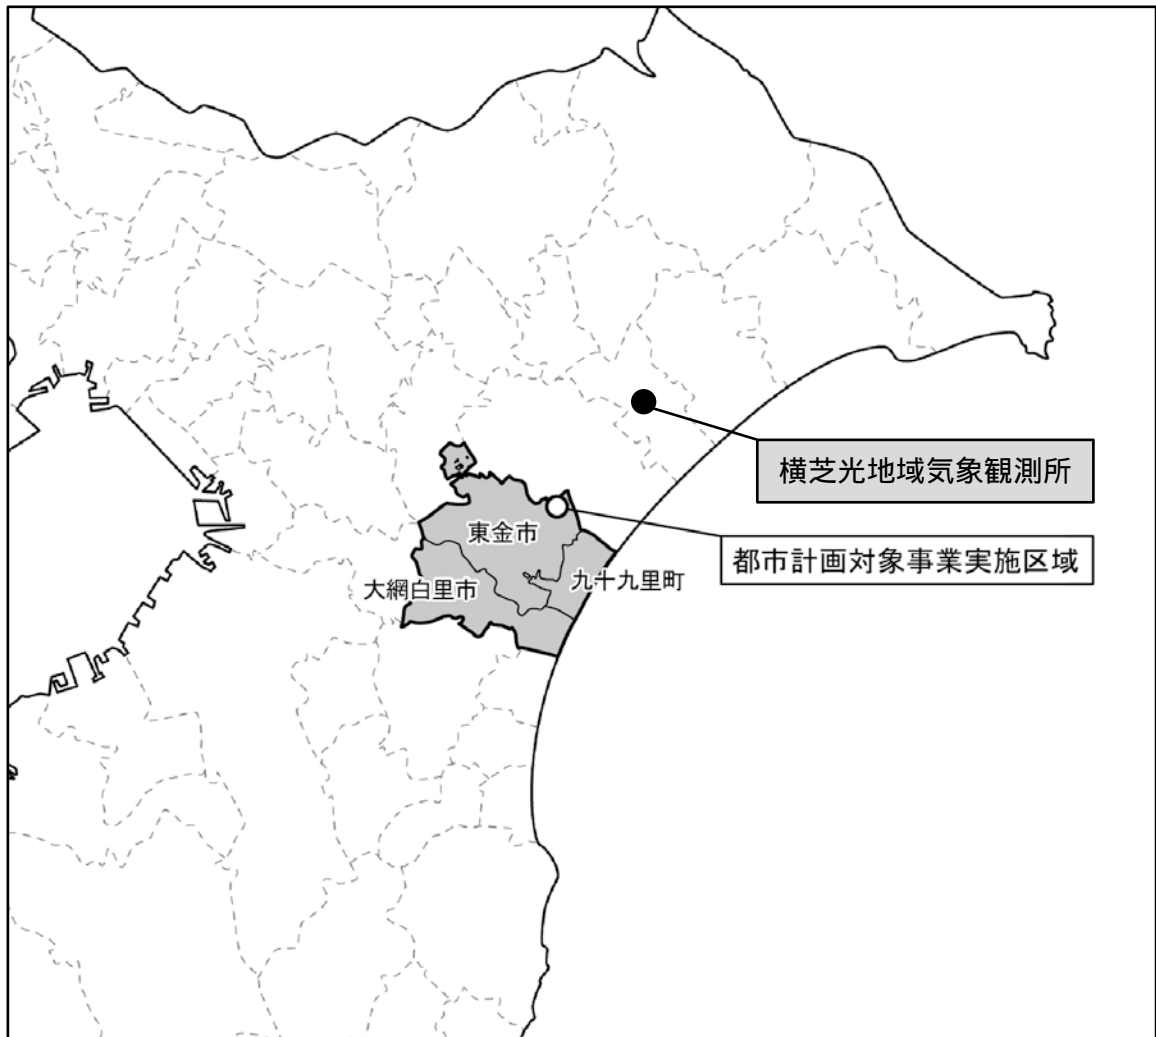 横芝光地域気象観測所
東金市
都市計画対象事業実施区域
九十九里町
大網白里市